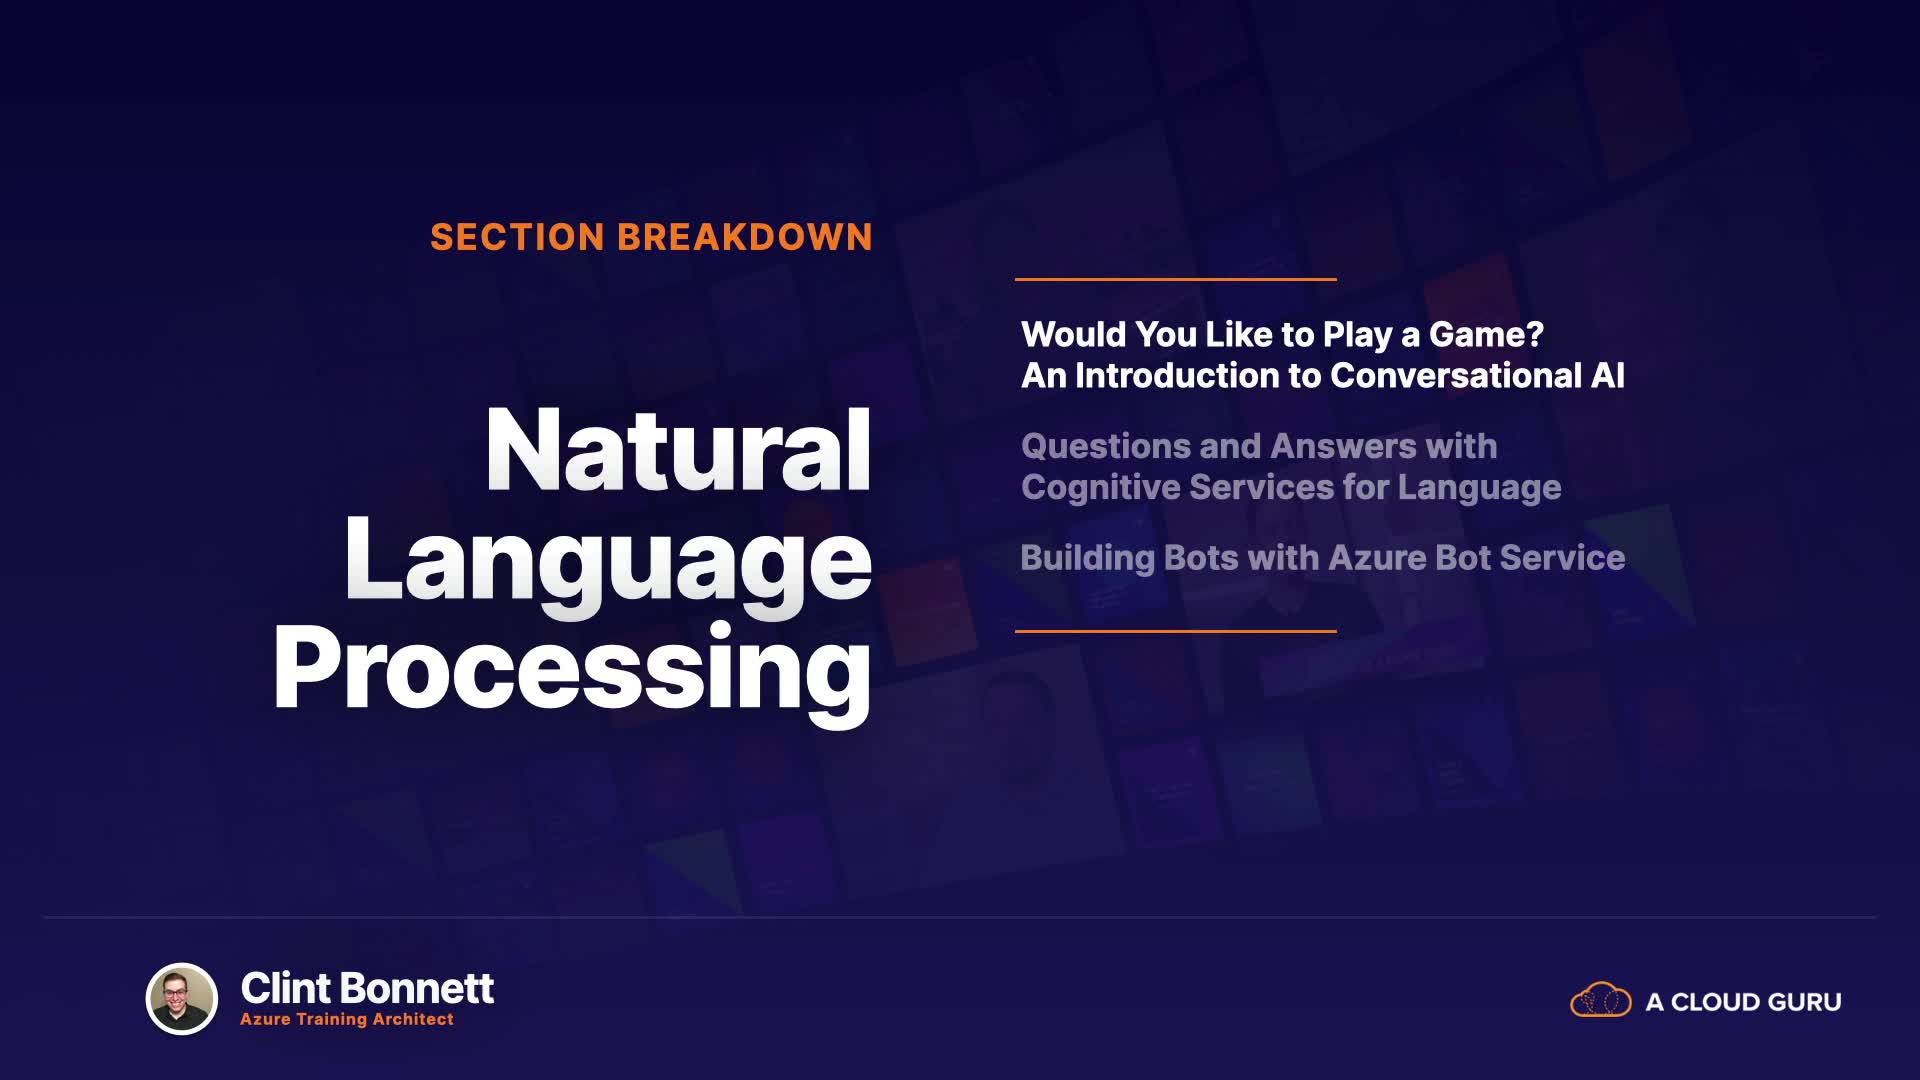 SECTION BREAKDOWN
Natural
Language
Processing
Would You Like to Play a Game?
An Introduction to Conversational AI
Questions and Answers with
Cognitive Services for Language
Building Bots with Azure Bot Service
Clint Bonnett
Azure Training Architect
A CLOUD GURU